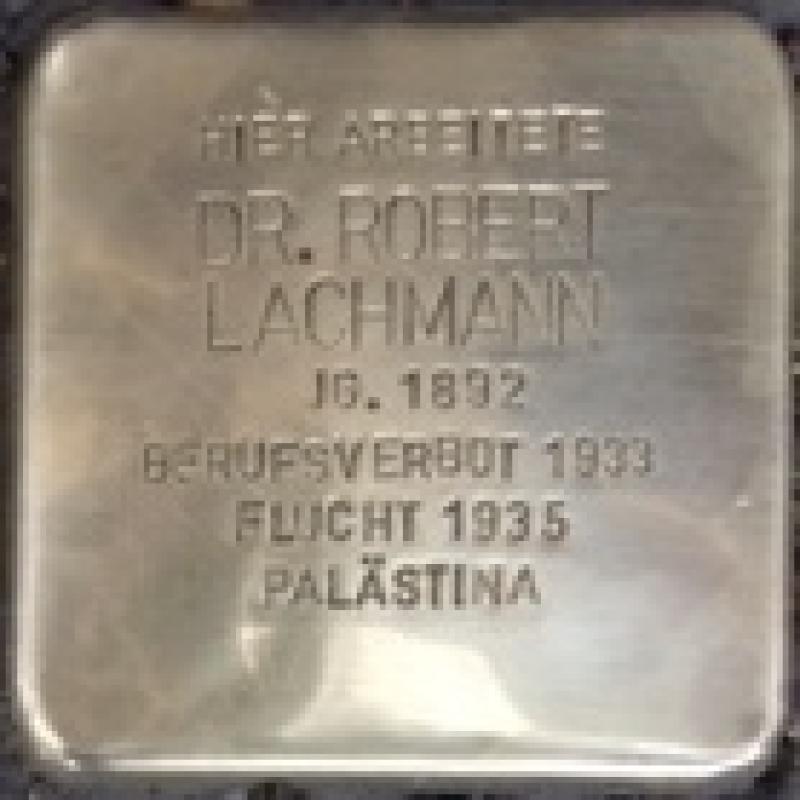 HIER ARBEITETE
DR. ROBERT
LACHMANN
JG. 1892
BERUFSVERBOT 1933
FLUCHT 1935
PALÄSTINA